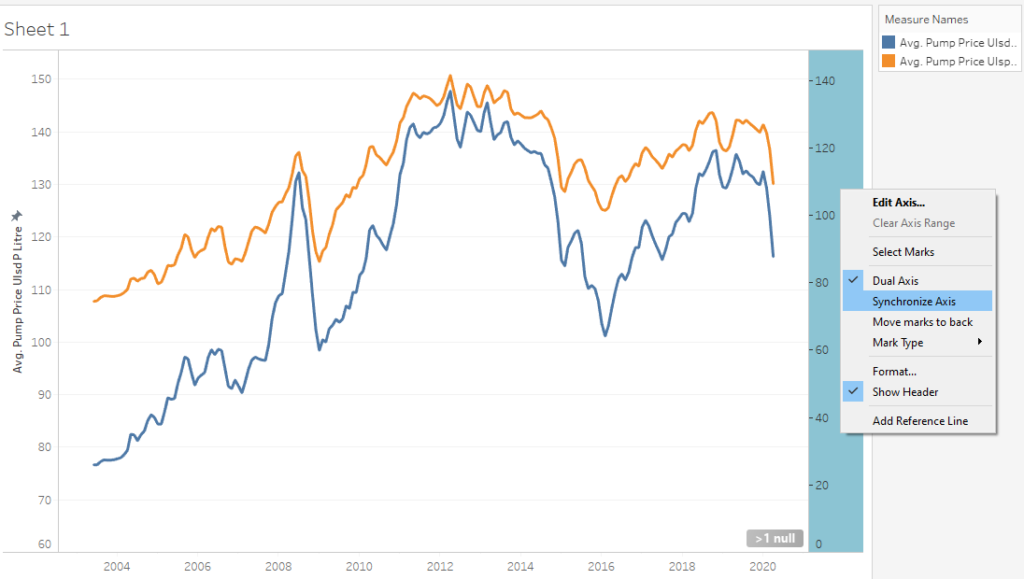 Sheet 1
Measure Names
Avg. Pump Price Ulsd..
Avg. Pump Price Ulsp..
Avg. Pump Price Ulsd P Litre
150
140
130
120
110
100
90
80
70
60
140
120
100
80
60
40
20
0
Edit Axis...
Clear Axis Range
Select Marks
Dual Axis
Synchronize Axis
Move marks to back
Mark Type
Format...
Show Header
Add Reference Line
>1 null
2004 2006 2008 2010 2012 2014 2016 2018 2020